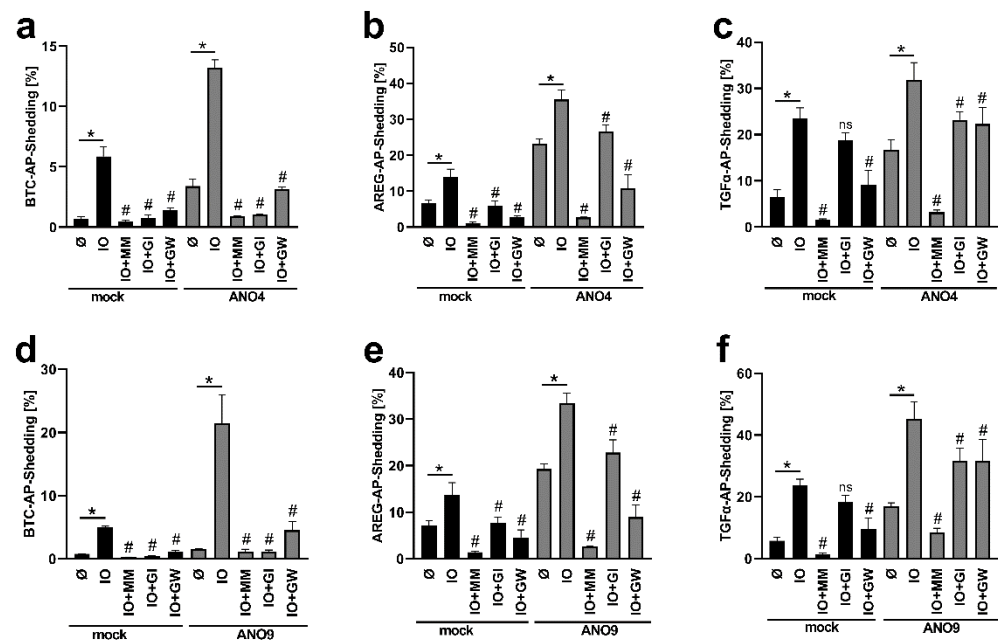 a
BTC-AP-Shedding [%]
15
10
5
0
*
*
# # # # # #
Ø IO IO+MM IO+GI IO+GW Ø IO IO+MM IO+GI IO+GW
mock ANO4
b
AREG-AP-Shedding [%]
50
40
30
20
10
0
*
*
# # # # # #
Ø IO IO+MM IO+GI IO+GW Ø IO IO+MM IO+GI IO+GW
mock ANO4
c
TGFα-AP-Shedding [%]
40
30
20
10
0
*
*
# ns # # # #
Ø IO IO+MM IO+GI IO+GW Ø IO IO+MM IO+GI IO+GW
mock ANO4
d
BTC-AP-Shedding [%]
30
20
10
0
*
*
# # # # # #
Ø IO IO+MM IO+GI IO+GW Ø IO IO+MM IO+GI IO+GW
mock ANO9
e
AREG-AP-Shedding [%]
40
30
20
10
0
*
*
# # # # # #
Ø IO IO+MM IO+GI IO+GW Ø IO IO+MM IO+GI IO+GW
mock ANO9
f
TGFα-AP-Shedding [%]
60
40
20
0
*
*
# ns # # # #
Ø IO IO+MM IO+GI IO+GW Ø IO IO+MM IO+GI IO+GW
mock ANO9